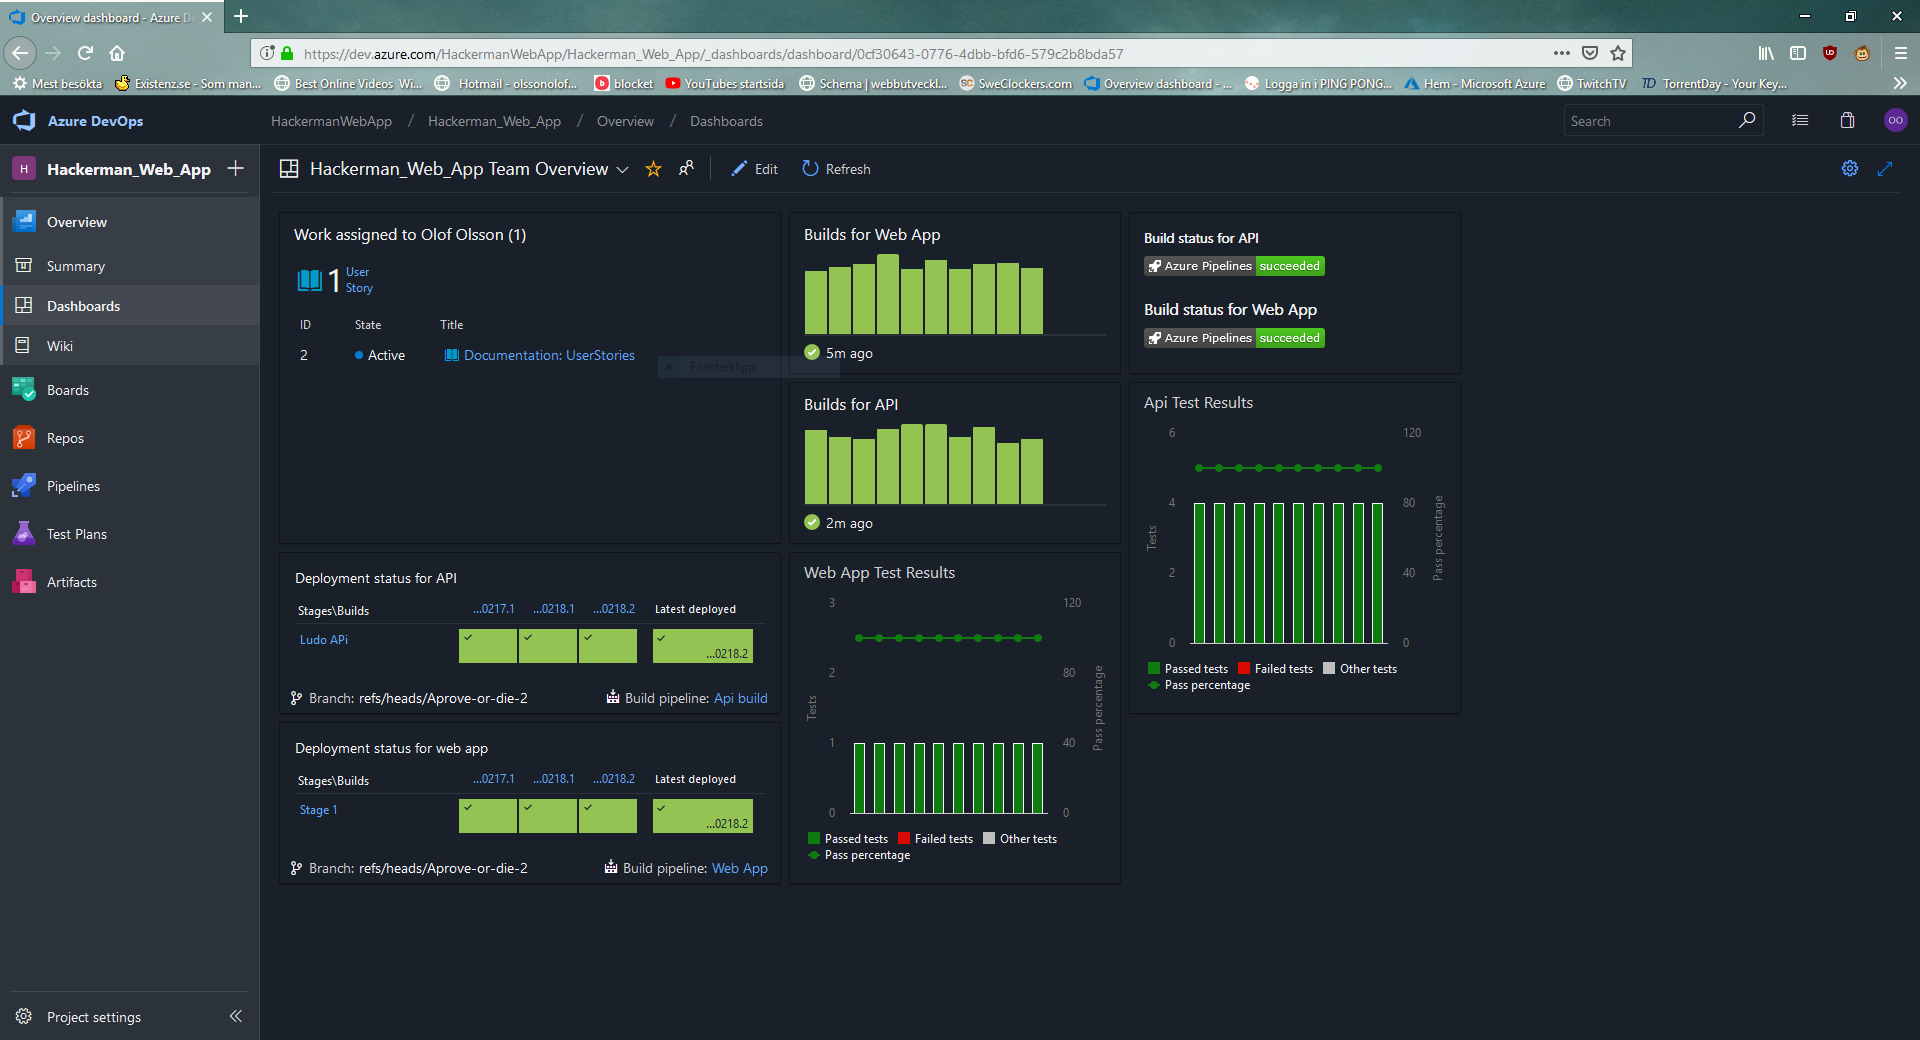 Overview dashboard - Azure De
https://dev.azure.com/HackermanWebApp/Hackerman_Web_App/_dashboards/dashboard/0cf30643-0776-4dbb-bfd6-579c2b8bda57
Mest besökta
Existenz.se - Som man...
Best Online Videos Wi...
Hotmail - olssonolof...
blocket
YouTubes startsida
Schema | webbutveckl...
SweClockers.com
Overview dashboard - ...
Logga in i PING PONG...
Hem - Microsoft Azure
TwitchTV
TorrentDay - Your Key...
Azure DevOps
HackermanWebApp / Hackerman_Web_App / Overview / Dashboards
Search
OO
H
Hackerman_Web_App
Overview
Summary
Dashboards
Wiki
Boards
Repos
Pipelines
Test Plans
Artifacts
Project settings
Hackerman_Web_App Team Overview
Edit
Refresh
Work assigned to Olof Olsson (1)
1 User Story
ID State Title
2 Active Documentation: UserStories
Fönsterklipp
Builds for Web App
5m ago
Builds for API
2m ago
Build status for API
Azure Pipelines succeeded
Build status for Web App
Azure Pipelines succeeded
Api Test Results
6 120
4 80
2 40
0 0
Tests
Pass percentage
Passed tests Failed tests Other tests
Pass percentage
Deployment status for API
Stages\Builds ...0217.1 ...0218.1 ...0218.2 Latest deployed
Ludo APi
...0218.2
Branch: refs/heads/Aprove-or-die-2 Build pipeline: Api build
Deployment status for web app
Stages\Builds ...0217.1 ...0218.1 ...0218.2 Latest deployed
Stage 1
...0218.2
Branch: refs/heads/Aprove-or-die-2 Build pipeline: Web App
Web App Test Results
3 120
2 80
1 40
0 0
Tests
Pass percentage
Passed tests Failed tests Other tests
Pass percentage